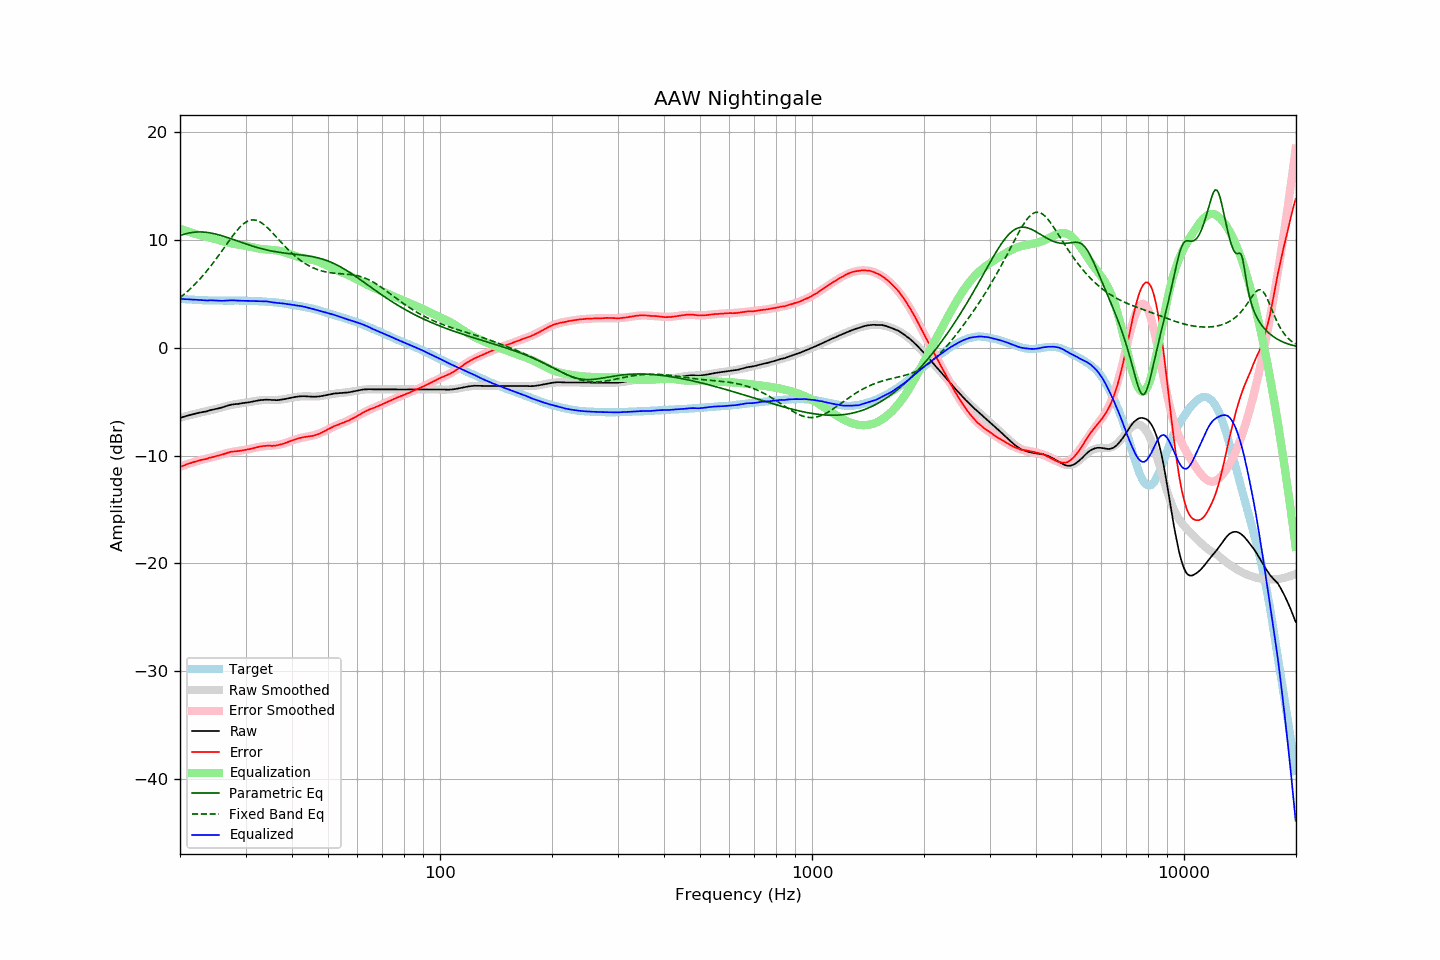 AAW Nightingale
20
10
0
−10
−20
−30
−40
Amplitude (dBr)
Target
Raw Smoothed
Error Smoothed
Raw
Error
Equalization
Parametric Eq
Fixed Band Eq
Equalized
100
1000
10000
Frequency (Hz)